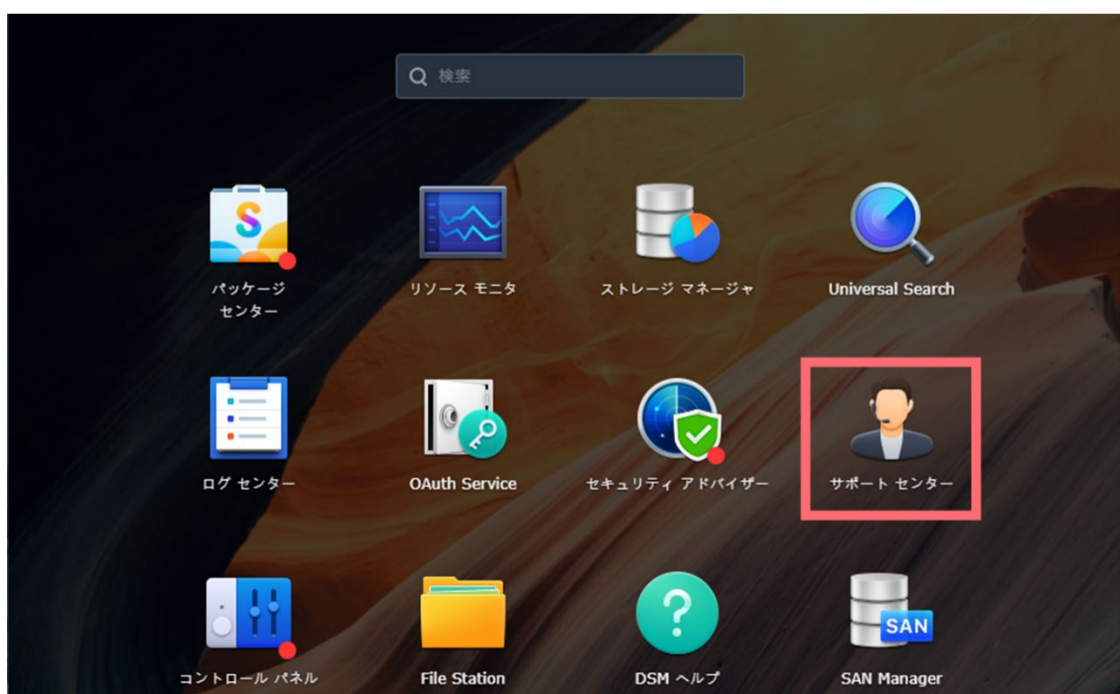 検索
パッケージ
センター
リソース モニタ
ストレージ マネージャ
Universal Search
ログ センター
OAuth Service
セキュリティ アドバイザー
サポート センター
コントロール パネル
File Station
DSM ヘルプ
SAN
SAN Manager